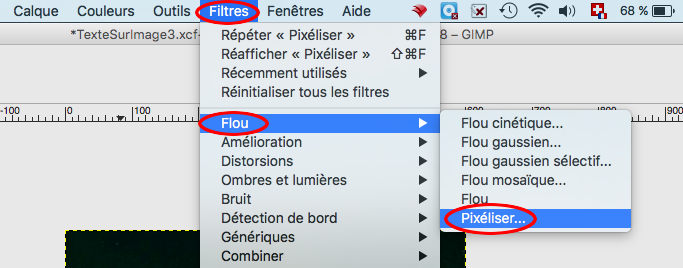 Calque Couleurs Outils Filtres Fenêtres Aide 68 %
*TexteSurImage3.xcf- 8 – GIMP
Répéter « Pixéliser » ⌘F
Réafficher « Pixéliser » ⇧⌘F
Récemment utilisés
Réinitialiser tous les filtres
-100 0 100 600 700 800 900
Flou
Amélioration
Distorsions
Ombres et lumières
Bruit
Détection de bord
Génériques
Combiner
Flou cinétique...
Flou gaussien...
Flou gaussien sélectif...
Flou mosaïque...
Flou
Pixéliser...